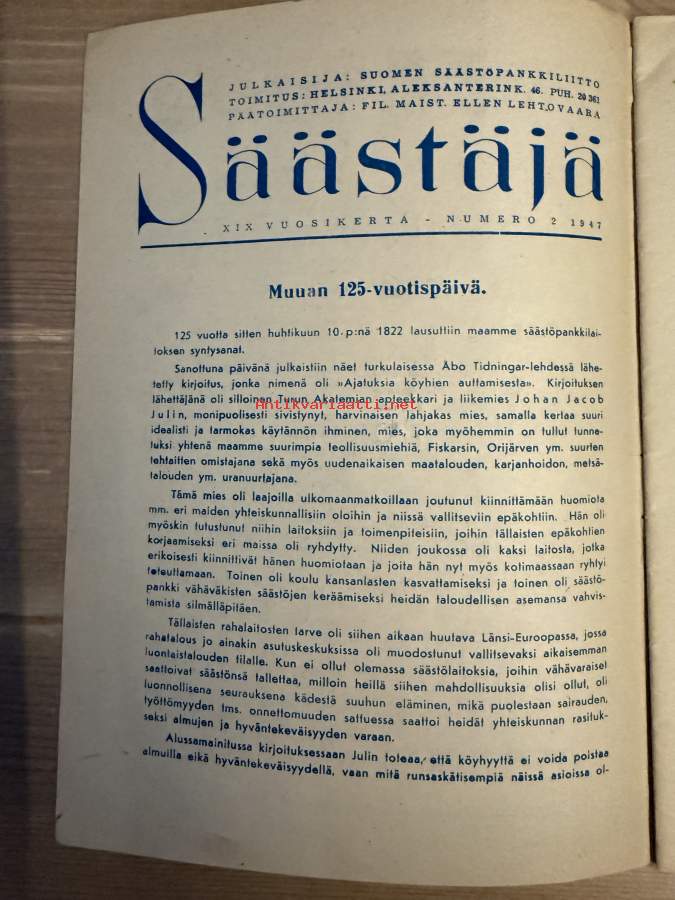 JULKAISIJA: SUOMEN SÄÄSTÖPANKKILIITTO
TOIMITUS: HELSINKI, ALEKSANTERINK. 46. PUH. 20 361
PÄÄTOIMITTAJA: FIL. MAIST. ELLEN LEHTOVAARA
Säästäjä
XIX VUOSIKERTA - NUMERO 2 1947
Muuan 125-vuotispäivä.
125 vuotta sitten huhtikuun 10. p:nä 1822 lausuttiin maamme säästöpankkilai-
toksen syntysanat.
Sanottuna päivänä julkaistiin näet turkulaisessa Åbo Tidningar-lehdessä lähe-
tetty kirjoitus, jonka nimenä oli »Ajatuksia köyhien auttamisesta». Kirjoituksen
lähettäjänä oli silloinen Turun Akatemian apteekkari ja liikemies Johan Jacob
Julin, monipuolisesti sivistynyt, harvinaisen lahjakas mies, samalla kertaa suuri
idealisti ja tarmokas käytännön ihminen, mies, joka myöhemmin on tullut tunne-
tuksi yhtenä maamme suurimpia teollisuusmiehiä, Fiskarsin, Orijärven ym. suurten
tehtaitten omistajana sekä myös uudenaikaisen maatalouden, karjanhoidon, metsä-
talouden ym. uranuurtajana.
Tämä mies oli laajoilla ulkomaanmatkoillaan joutunut kiinnittämään huomiota
mm. eri maiden yhteiskunnallisiin oloihin ja niissä vallitseviin epäkohtiin. Hän oli
myöskin tutustunut niihin laitoksiin ja toimenpiteisiin, joihin tällaisten epäkohtien
korjaamiseksi eri maissa oli ryhdytty. Niiden joukossa oli kaksi laitosta, jotka
erikoisesti kiinnittivät hänen huomiotaan ja joita hän nyt myös kotimaassaan ryhtyi
toteuttamaan. Toinen oli koulu kansanlasten kasvattamiseksi ja toinen oli säästö-
pankki vähäväkisten säästöjen keräämiseksi heidän taloudellisen asemansa vahvis-
tamista silmälläpitäen.
Tällaisten rahalaitosten tarve oli siihen aikaan huutava Länsi-Euroopassa, jossa
rahatalous jo ainakin asutuskeskuksissa oli muodostunut vallitsevaksi aikaisemman
luontaistalouden tilalle. Kun ei ollut olemassa säästölaitoksia, joihin vähävaraiset
saattoivat säästönsä tallettaa, milloin heillä siihen mahdollisuuksia olisi ollut, oli
luonnollisena seurauksena kädestä suuhun eläminen, mikä puolestaan sairauden,
työttömyyden tms. onnettomuuden sattuessa saattoi heidät yhteiskunnan rasituk-
seksi almujen ja hyväntekeväisyyden varaan.
Alussamainitussa kirjoituksessaan Julin toteaa, että köyhyyttä ei voida poistaa
almuilla eikä hyväntekeväisyydellä, vaan mitä runsaskätisempiä näissä asioissa ol-
Antikvariaatti.net